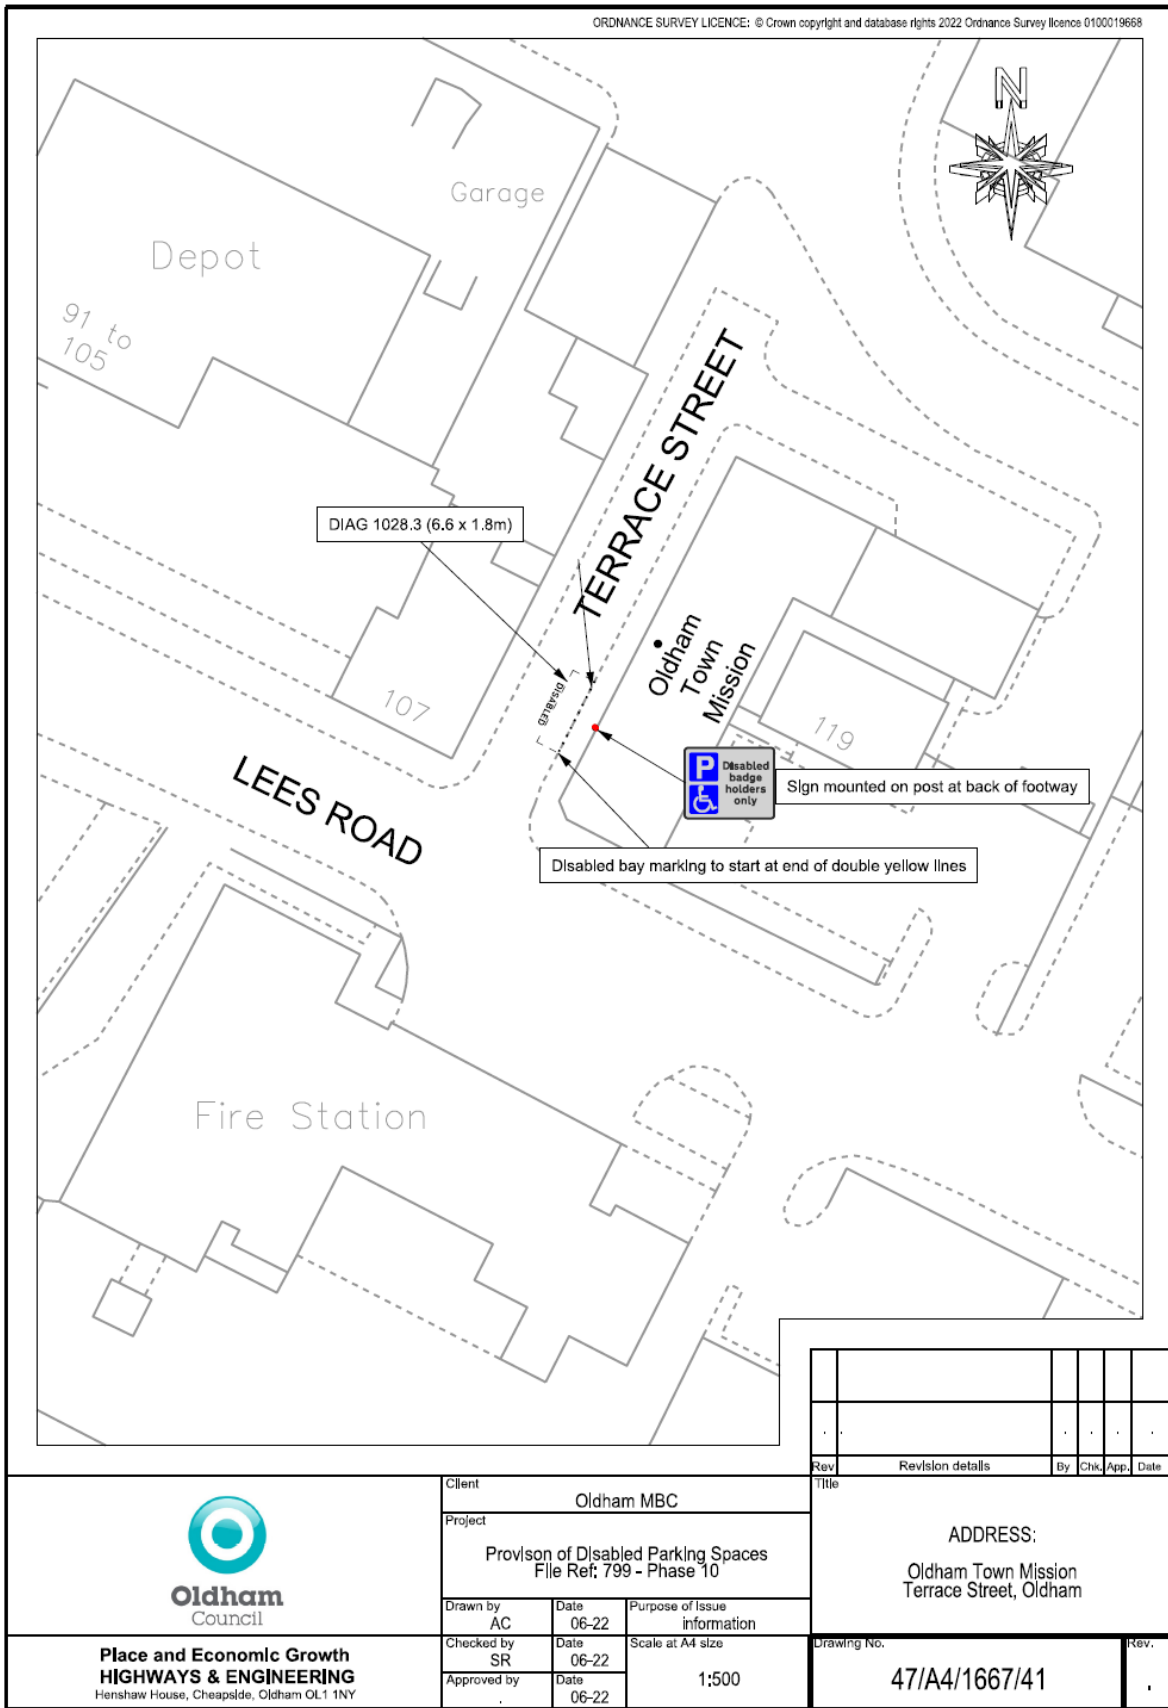 ORDNANCE SURVEY LICENCE: © Crown copyright and database rights 2022 Ordnance Survey licence 0100019668
N
Garage
Depot
91 to
105
TERRACE STREET
DIAG 1028.3 (6.6 x 1.8m)
Oldham
Town
Mission
DISABLED
107
119
LEES ROAD
P
Disabled
badge
holders
only
Sign mounted on post at back of footway
Disabled bay marking to start at end of double yellow lines
Fire Station
Rev
Revision details
By
Chk.
App.
Date
Oldham
Council
Place and Economic Growth
HIGHWAYS & ENGINEERING
Henshaw House, Cheapside, Oldham OL1 1NY
Client
Oldham MBC
Project
Provison of Disabled Parking Spaces
File Ref: 799 - Phase 10
Drawn by
AC
Date
06-22
Purpose of Issue
information
Checked by
SR
Date
06-22
Scale at A4 size
1:500
Approved by
.
Date
06-22
Title
ADDRESS:
Oldham Town Mission
Terrace Street, Oldham
Drawing No.
47/A4/1667/41
Rev.
.